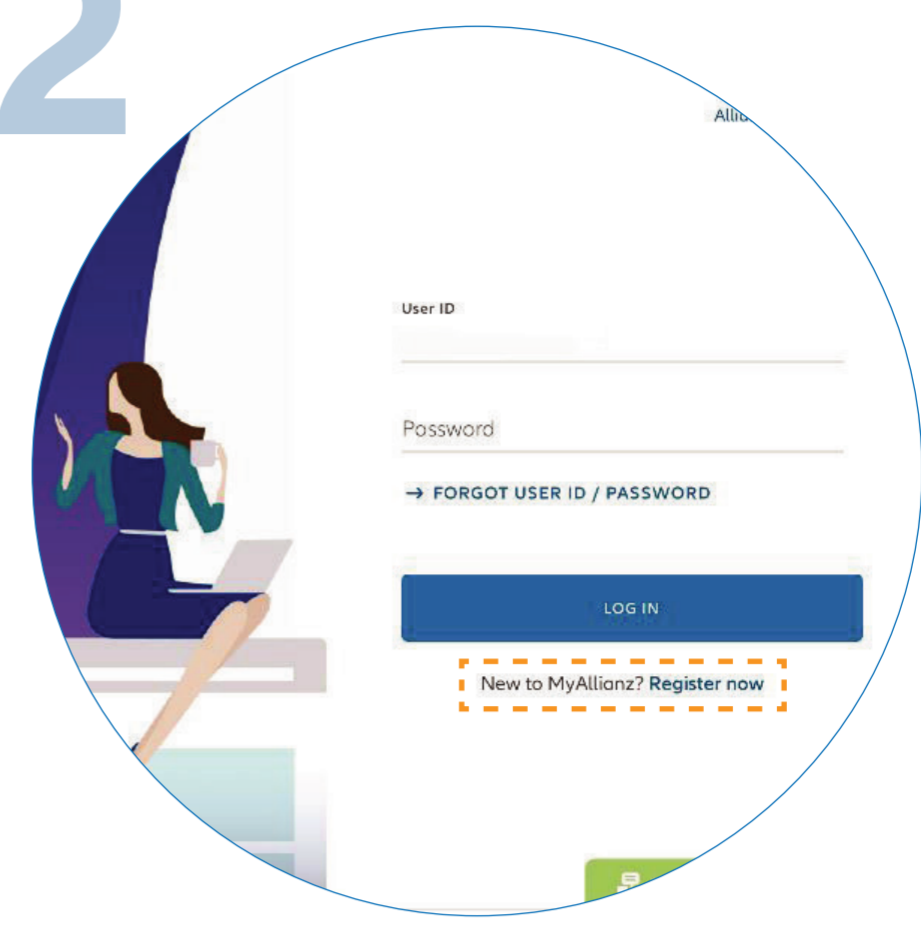 2
User ID
Password
→ FORGOT USER ID / PASSWORD
LOG IN
New to MyAllianz? Register now